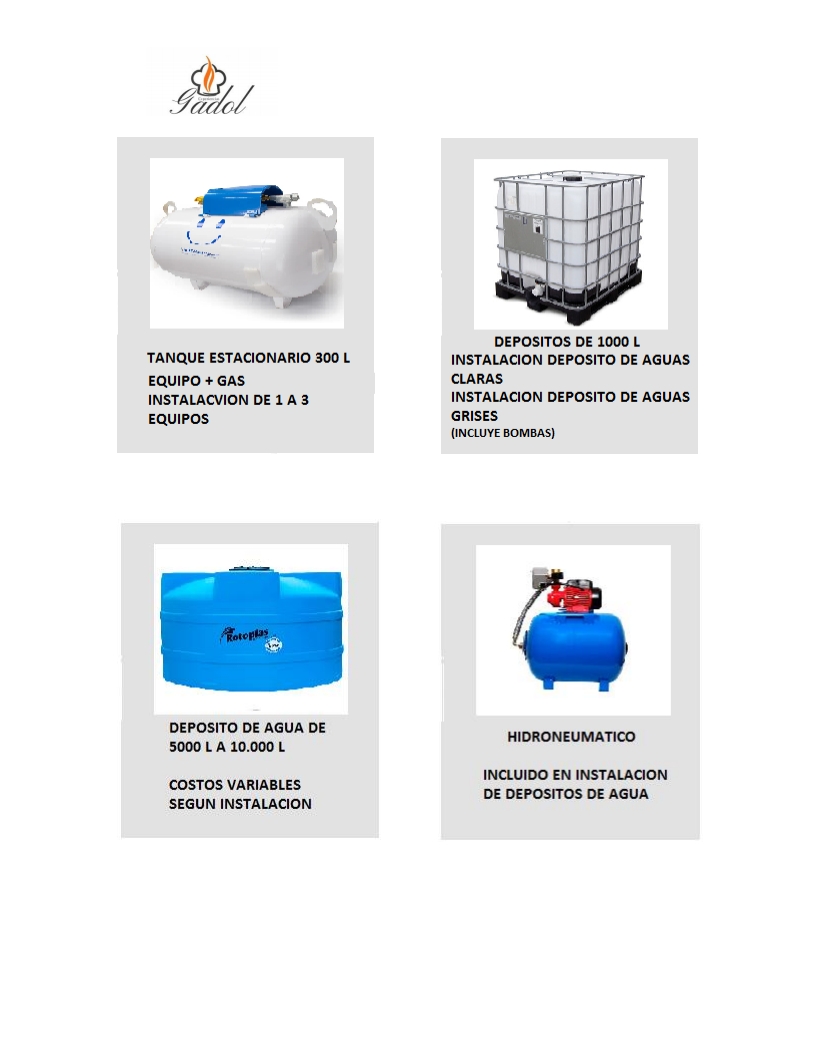 Gadol
TANQUE ESTACIONARIO 300 L
EQUIPO + GAS
INSTALACVION DE 1 A 3
EQUIPOS
DEPOSITOS DE 1000 L
INSTALACION DEPOSITO DE AGUAS
CLARAS
INSTALACION DEPOSITO DE AGUAS
GRISES
(INCLUYE BOMBAS)
Rotoplas
DEPOSITO DE AGUA DE
5000 L A 10.000 L
COSTOS VARIABLES
SEGUN INSTALACION
HIDRONEUMATICO
INCLUIDO EN INSTALACION
DE DEPOSITOS DE AGUA